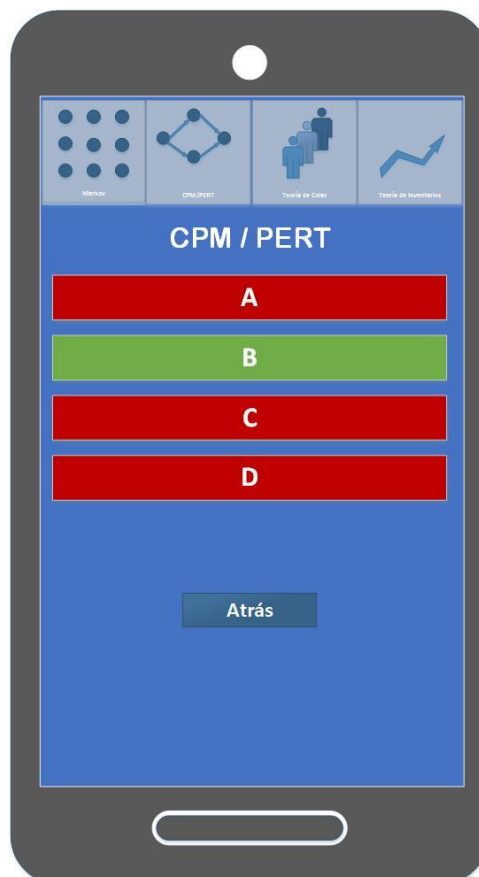 Markov
CPM/PERT
Teoría de Colas
Teoría de Inventarios
CPM / PERT
A
B
C
D
Atrás